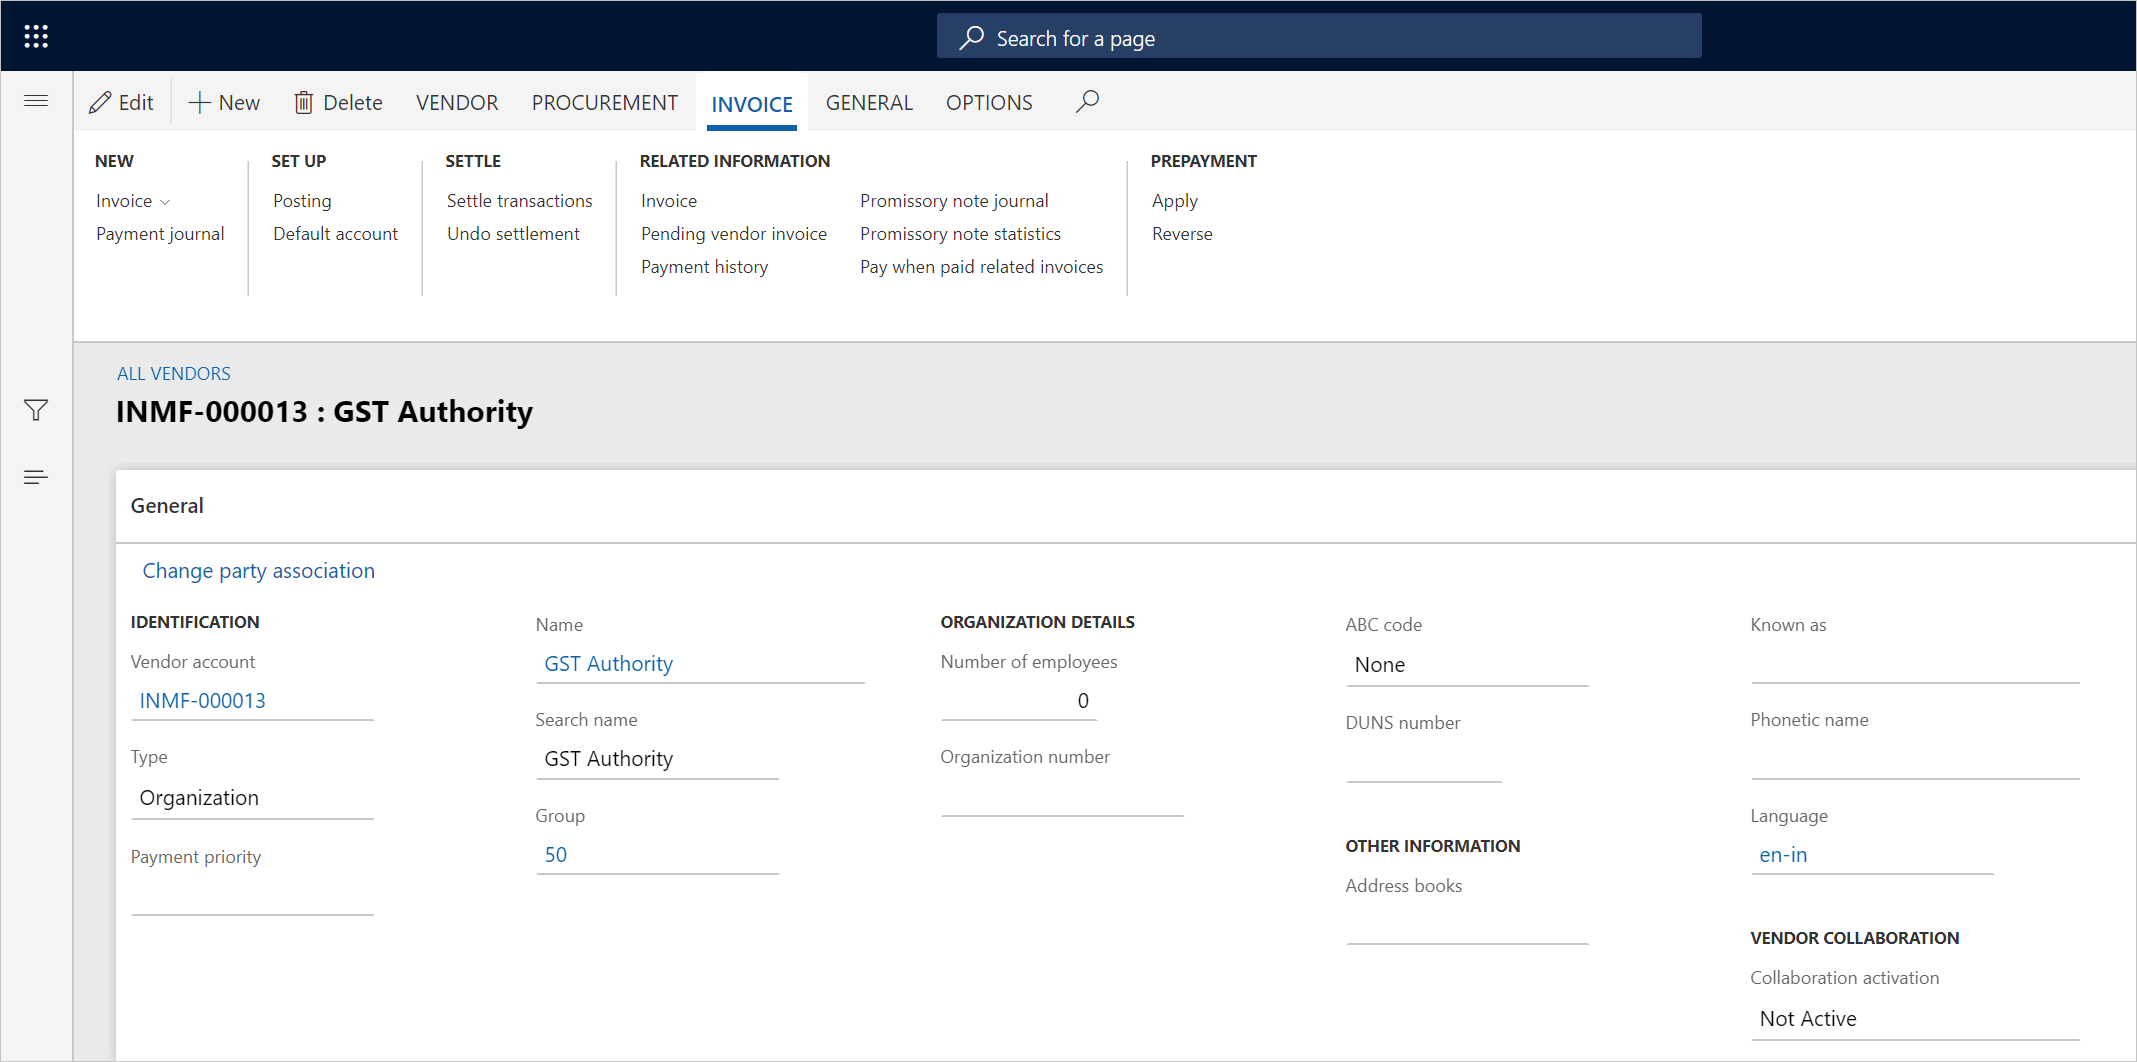 Search for a page
Edit New Delete VENDOR PROCUREMENT INVOICE GENERAL OPTIONS
NEW
Invoice
Payment journal
SET UP
Posting
Default account
SETTLE
Settle transactions
Undo settlement
RELATED INFORMATION
Invoice
Pending vendor invoice
Payment history
Promissory note journal
Promissory note statistics
Pay when paid related invoices
PREPAYMENT
Apply
Reverse
ALL VENDORS
INMF-000013 : GST Authority
General
Change party association
IDENTIFICATION
Vendor account
INMF-000013
Type
Organization
Payment priority
Name
GST Authority
Search name
GST Authority
Group
50
ORGANIZATION DETAILS
Number of employees
0
Organization number
ABC code
None
DUNS number
OTHER INFORMATION
Address books
Known as
Phonetic name
Language
en-in
VENDOR COLLABORATION
Collaboration activation
Not Active